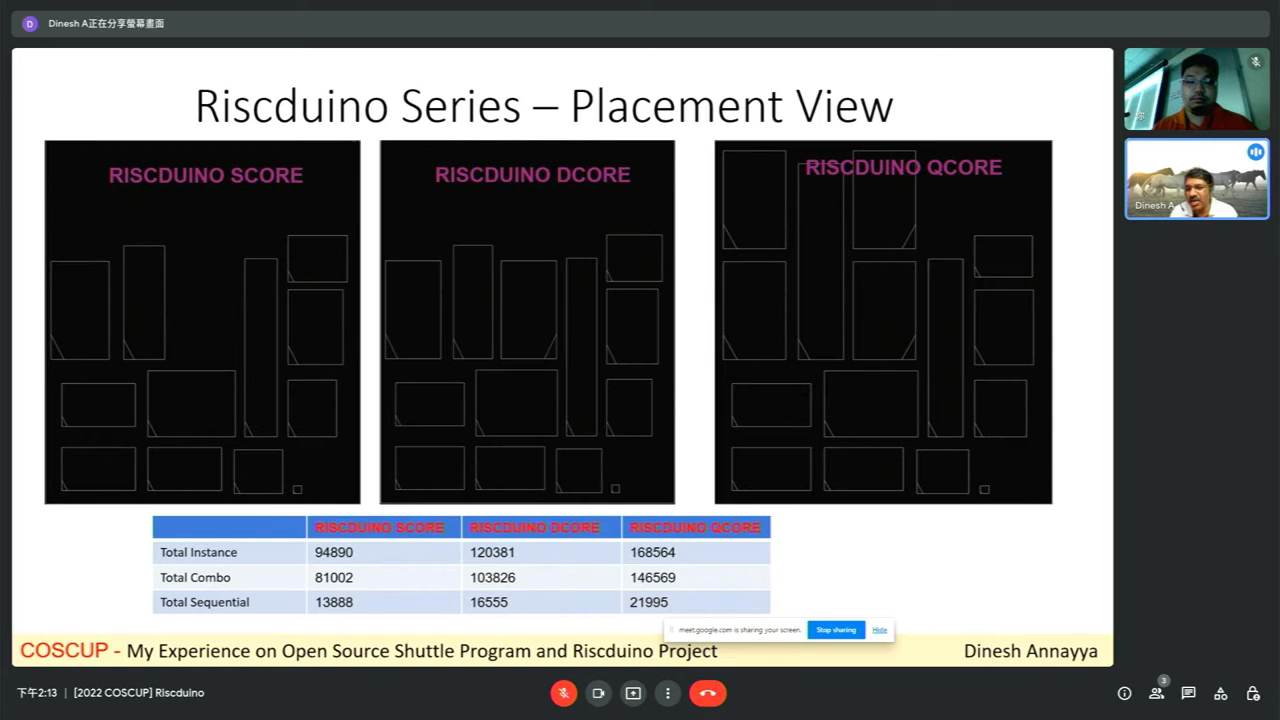 D Dinesh A正在分享螢幕畫面
Riscduino Series – Placement View
RISCDUINO SCORE
RISCDUINO DCORE
RISCDUINO QCORE
RISCDUINO SCORE RISCDUINO DCORE RISCDUINO QCORE
Total Instance 94890 120381 168564
Total Combo 81002 103826 146569
Total Sequential 13888 16555 21995
meet.google.com is sharing your screen. Stop sharing Hide
COSCUP - My Experience on Open Source Shuttle Program and Riscduino Project Dinesh Annayya
Dinesh A
下午2:13 | [2022 COSCUP] Riscduino
3